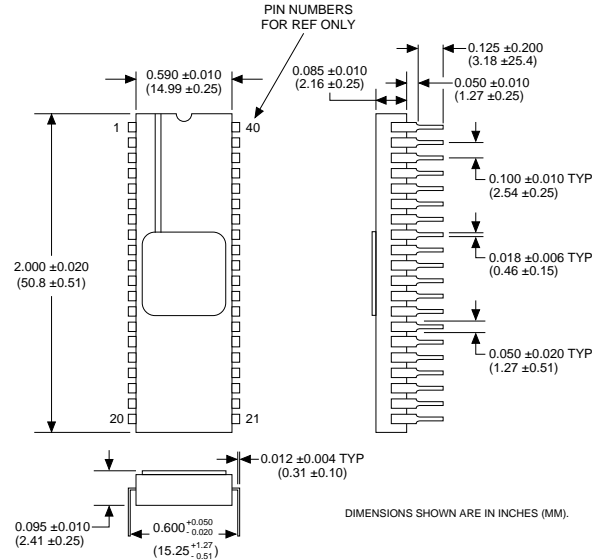 PIN NUMBERS
FOR REF ONLY
0.590 ±0.010
(14.99 ±0.25)
0.085 ±0.010
(2.16 ±0.25)
0.125 ±0.200
(3.18 ±25.4)
0.050 ±0.010
(1.27 ±0.25)
1
40
0.100 ±0.010 TYP
(2.54 ±0.25)
2.000 ±0.020
(50.8 ±0.51)
0.018 ±0.006 TYP
(0.46 ±0.15)
0.050 ±0.020 TYP
(1.27 ±0.51)
20
21
0.012 ±0.004 TYP
(0.31 ±0.10)
0.095 ±0.010
(2.41 ±0.25)
0.600 +0.050 -0.020
(15.25 +1.27 -0.51)
DIMENSIONS SHOWN ARE IN INCHES (MM).